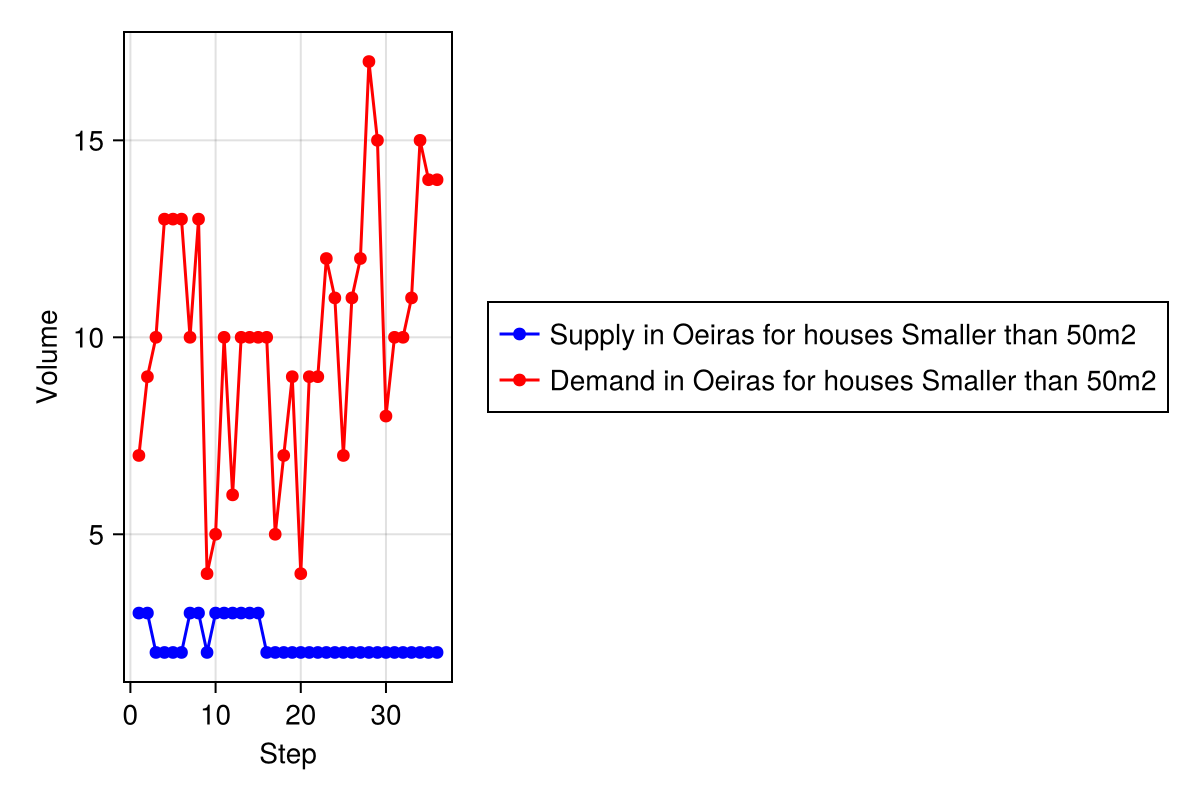 15
10
5
Volume
0 10 20 30
Step
Supply in Oeiras for houses Smaller than 50m2
Demand in Oeiras for houses Smaller than 50m2